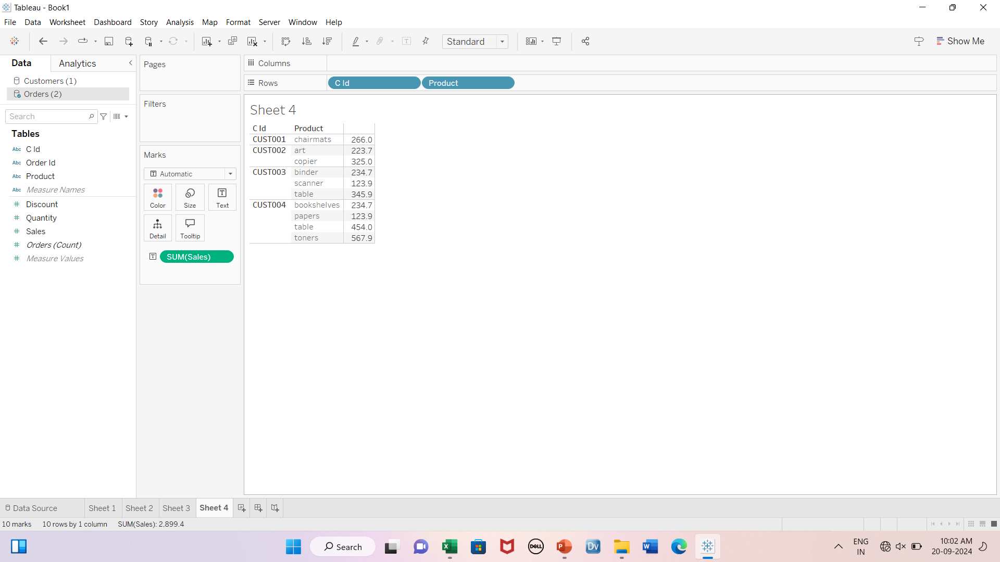 Tableau - Book1
File Data Worksheet Dashboard Story Analysis Map Format Server Window Help
Standard
Show Me
Data Analytics
Customers (1)
Orders (2)
Search
Tables
Abc C Id
Abc Order Id
Abc Product
Abc Measure Names
# Discount
# Quantity
# Sales
# Orders (Count)
# Measure Values
Pages
Filters
Marks
T Automatic
Color Size T Text
Detail Tooltip
T SUM(Sales)
Columns
Rows C Id Product
Sheet 4
C Id Product
CUST001 chairmats 266.0
CUST002 art 223.7
copier 325.0
CUST003 binder 234.7
scanner 123.9
table 345.9
CUST004 bookshelves 234.7
papers 123.9
table 454.0
toners 567.9
Data Source Sheet 1 Sheet 2 Sheet 3 Sheet 4
10 marks 10 rows by 1 column SUM(Sales): 2,899.4
Search
DELL
P
Dv
W
ENG
IN
10:02 AM
20-09-2024